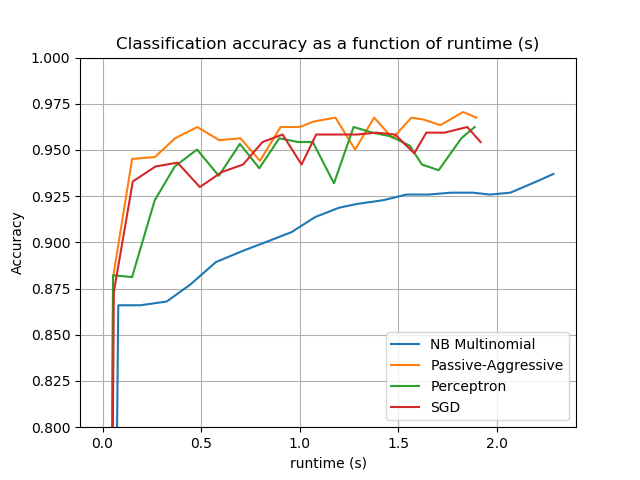 Classification accuracy as a function of runtime (s)
1.000
0.975
0.950
0.925
0.900
0.875
0.850
0.825
0.800
Accuracy
NB Multinomial
Passive-Aggressive
Perceptron
SGD
0.0 0.5 1.0 1.5 2.0
runtime (s)